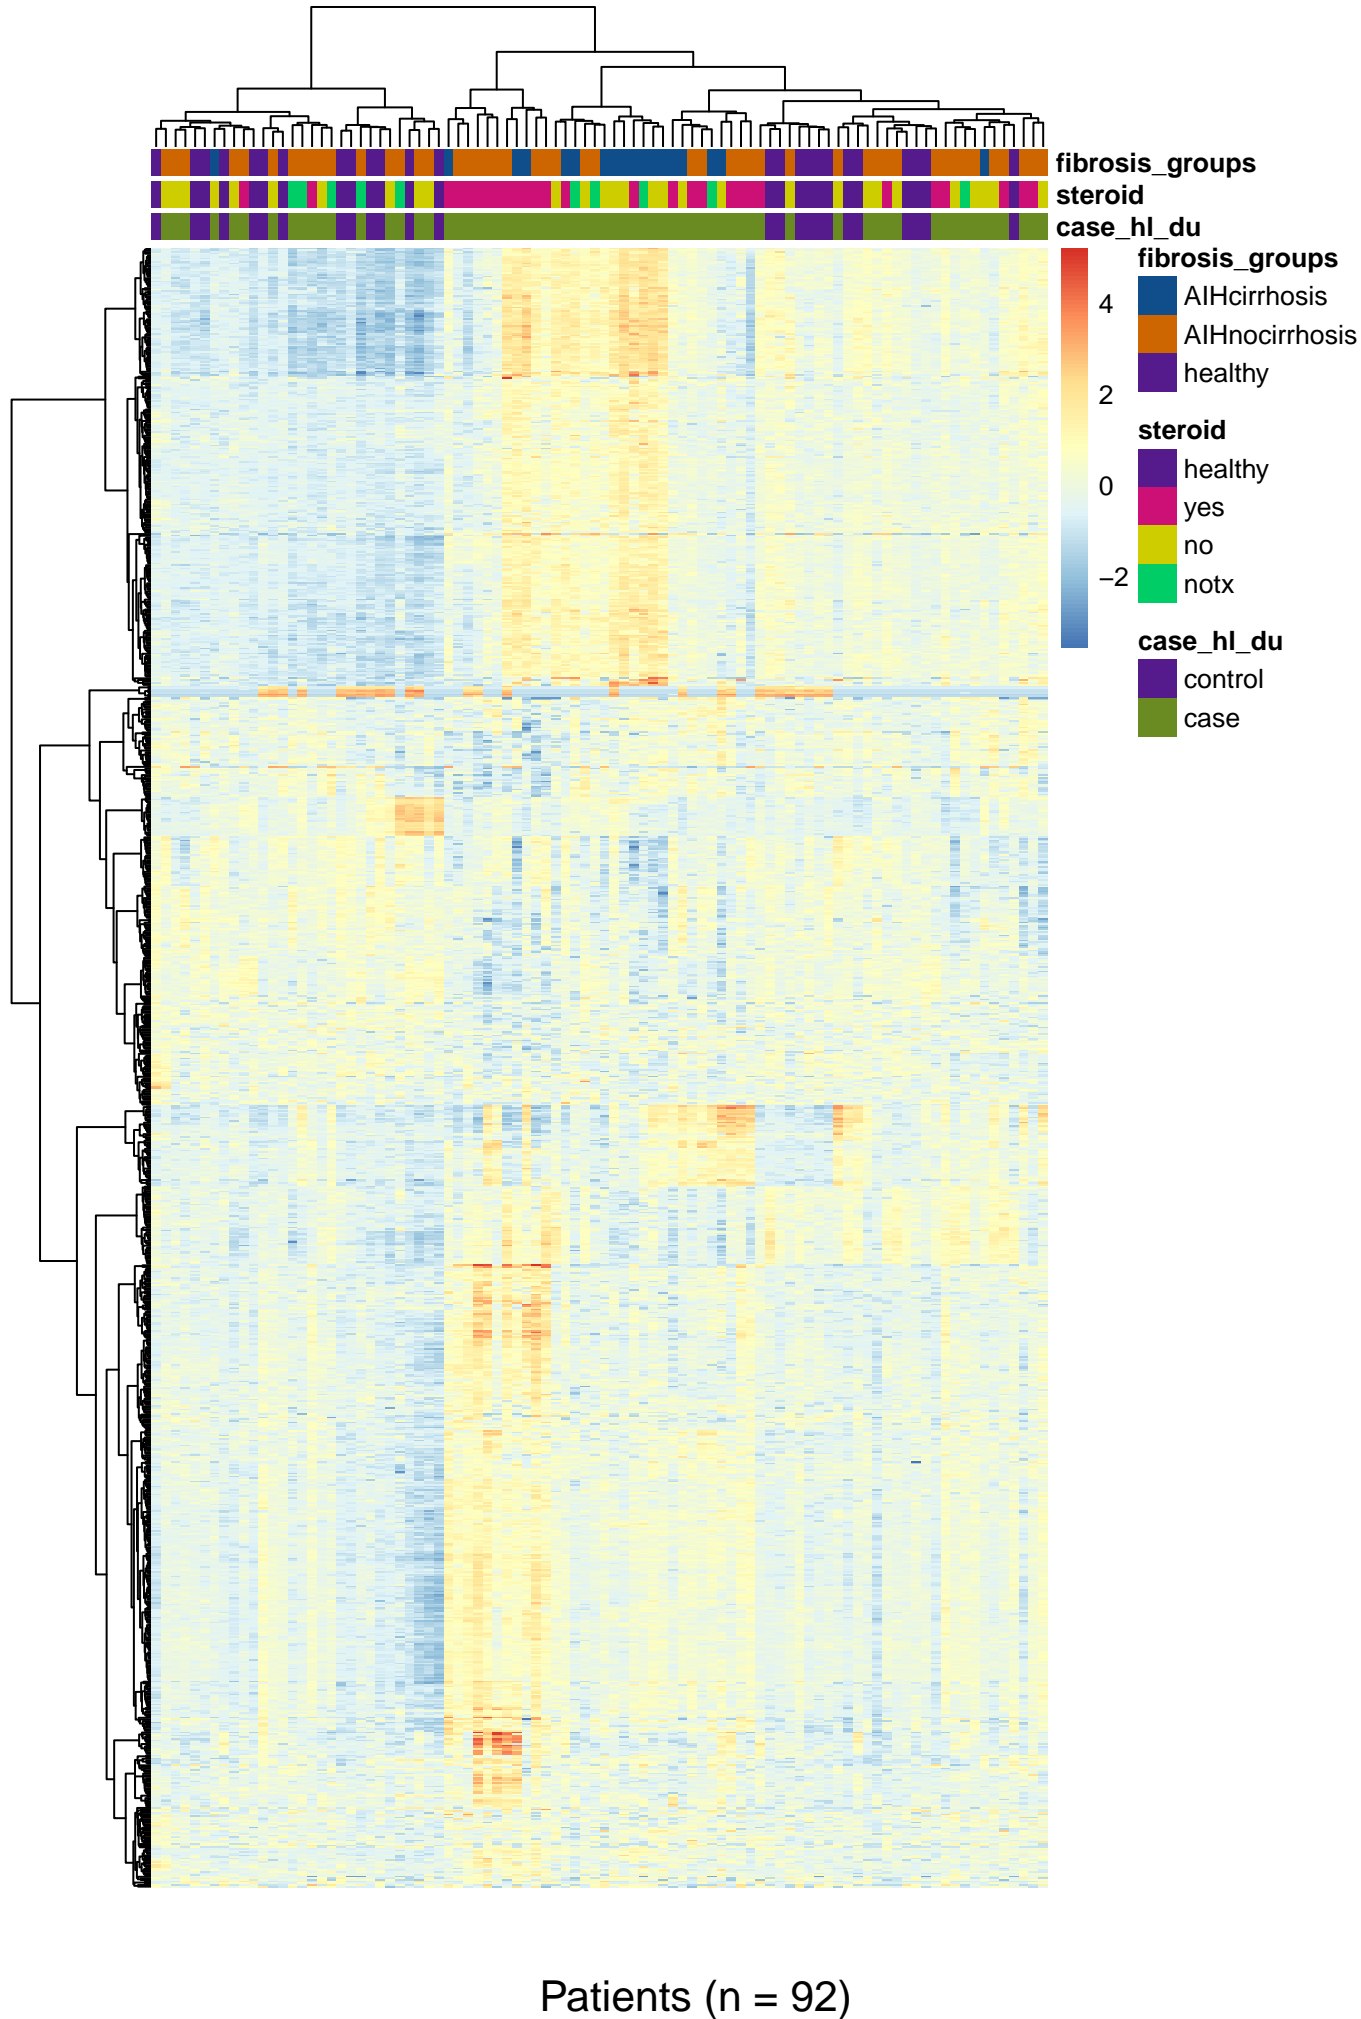 fibrosis_groups
steroid
case_hl_du
4
2
0
−2
fibrosis_groups
AIHcirrhosis
AIHnocirrhosis
healthy
steroid
healthy
yes
no
notx
case_hl_du
control
case
Patients (n = 92)